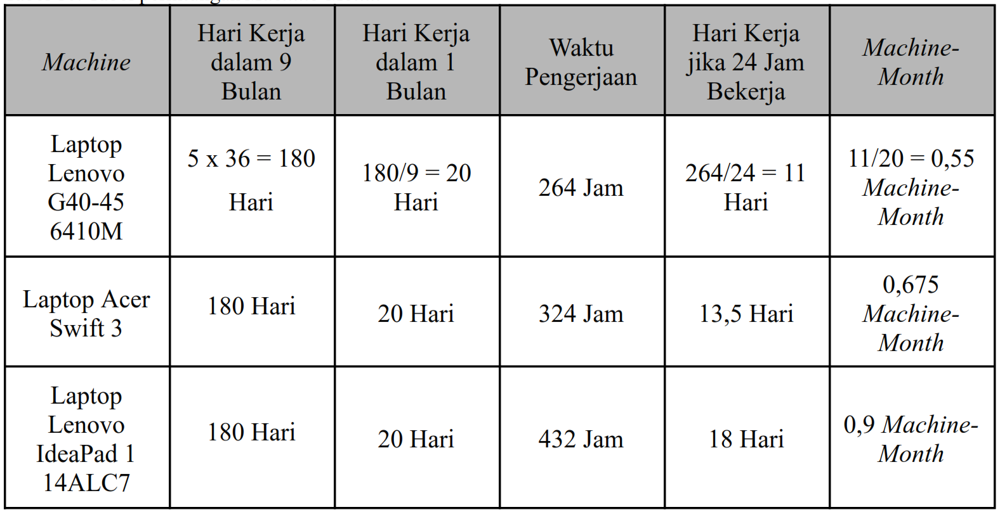 Machine
Hari Kerja
dalam 9
Bulan
Hari Kerja
dalam 1
Bulan
Waktu
Pengerjaan
Hari Kerja
jika 24 Jam
Bekerja
Machine-
Month
Laptop
Lenovo
G40-45
6410M
5 x 36 = 180
Hari
180/9 = 20
Hari
264 Jam
264/24 = 11
Hari
11/20 = 0,55
Machine-
Month
Laptop Acer
Swift 3
180 Hari
20 Hari
324 Jam
13,5 Hari
0,675
Machine-
Month
Laptop
Lenovo
IdeaPad 1
14ALC7
180 Hari
20 Hari
432 Jam
18 Hari
0,9 Machine-
Month